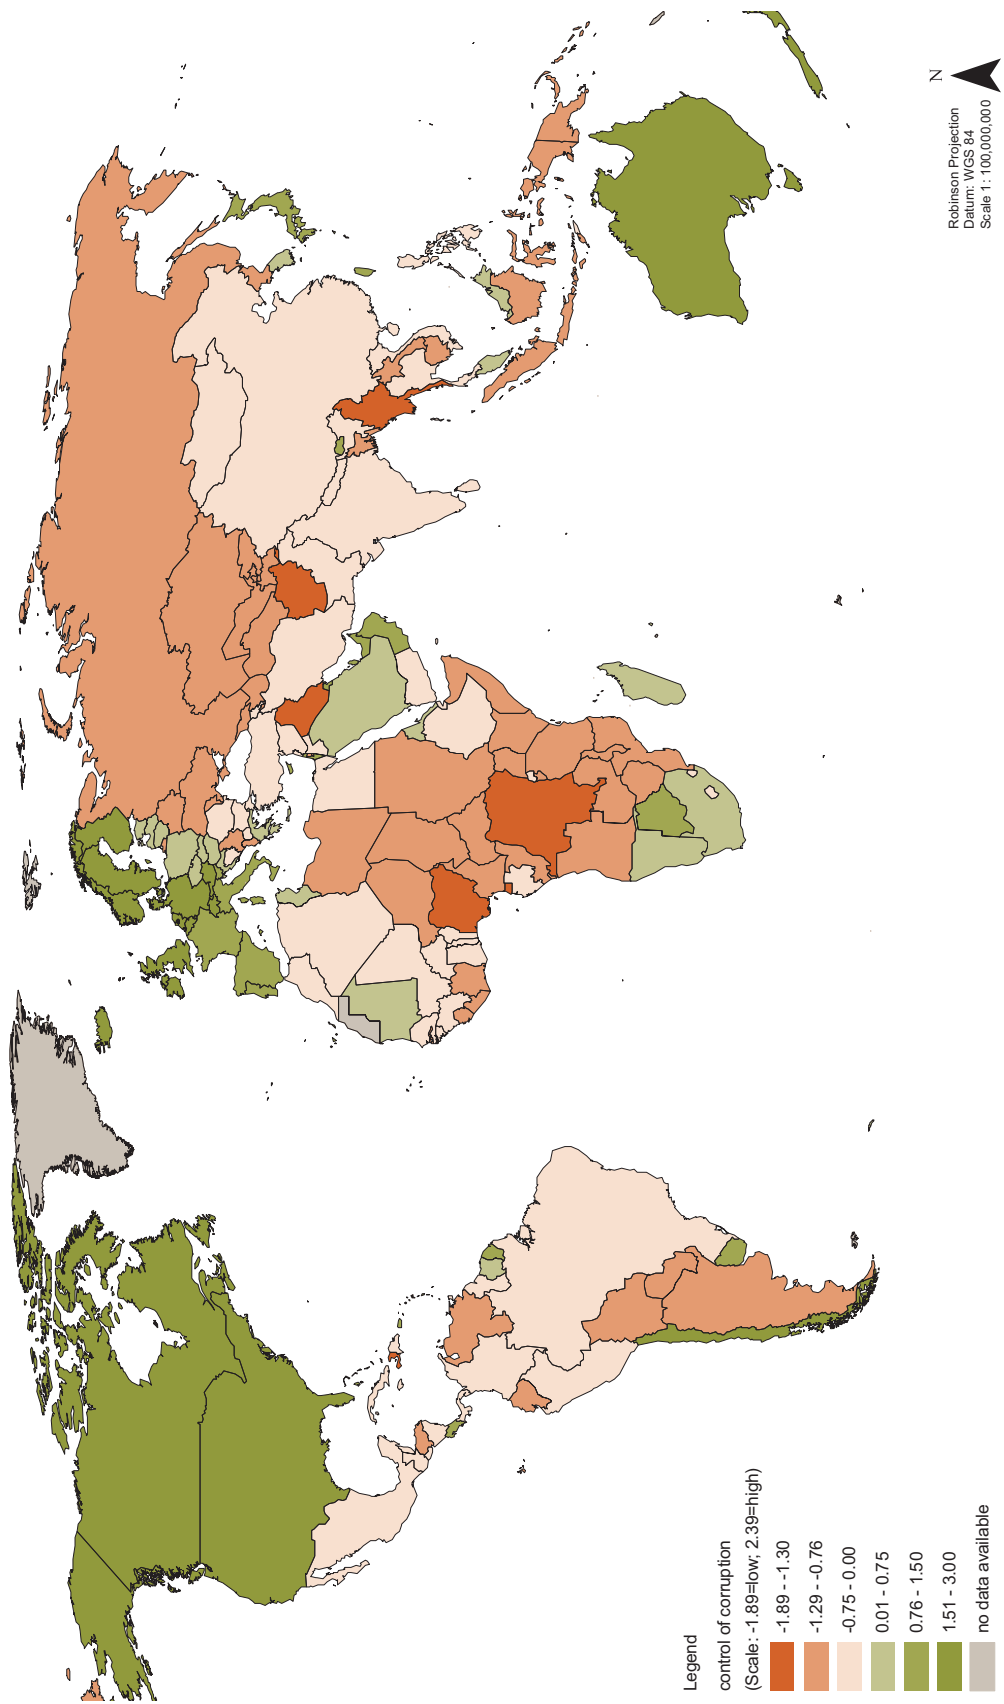 N
Robinson Projection
Datum: WGS 84
Scale 1: 100,000,000
Legend
control of corruption
(Scale: -1.89=low; 2.39=high)
-1.89 - -1.30
-1.29 - -0.76
-0.75 - 0.00
0.01 - 0.75
0.76 - 1.50
1.51 - 3.00
no data available